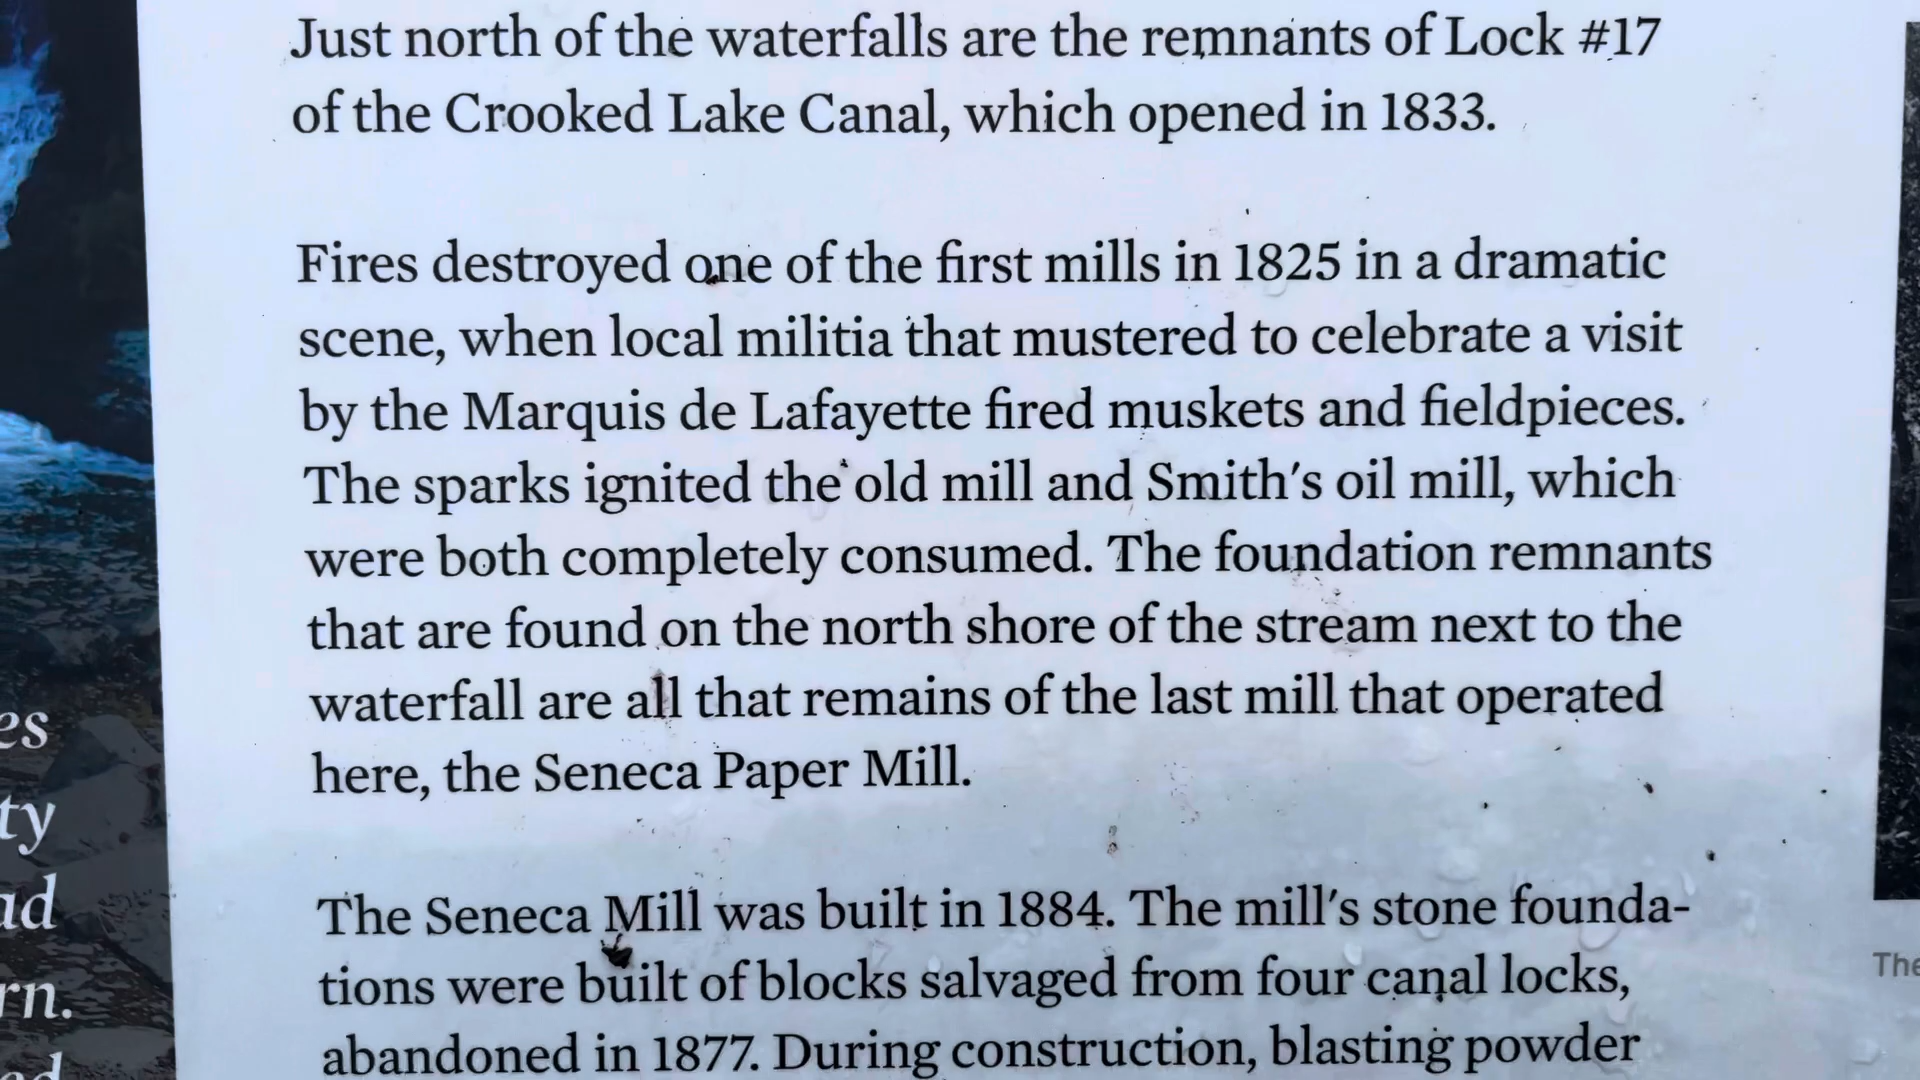 Just north of the waterfalls are the remnants of Lock #17
of the Crooked Lake Canal, which opened in 1833.
Fires destroyed one of the first mills in 1825 in a dramatic
scene, when local militia that mustered to celebrate a visit
by the Marquis de Lafayette fired muskets and fieldpieces.
The sparks ignited the old mill and Smith's oil mill, which
were both completely consumed. The foundation remnants
that are found on the north shore of the stream next to the
waterfall are all that remains of the last mill that operated
here, the Seneca Paper Mill.
The Seneca Mill was built in 1884. The mill's stone founda-
tions were built of blocks salvaged from four canal locks,
abandoned in 1877. During construction, blasting powder